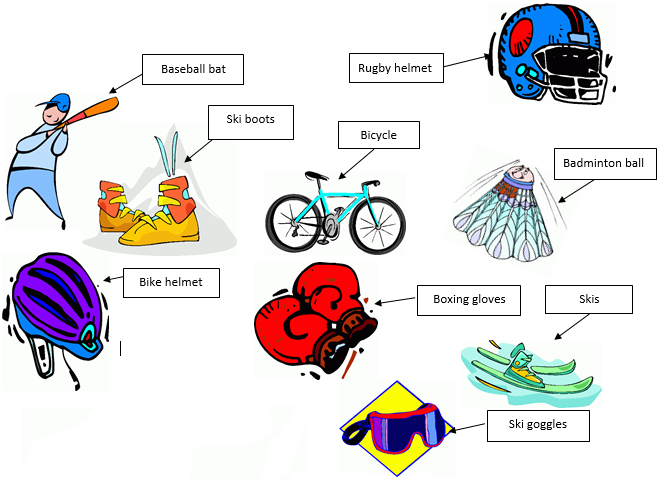 Baseball bat
Rugby helmet
Ski boots
Bicycle
Badminton ball
Bike helmet
Boxing gloves
Skis
Ski goggles